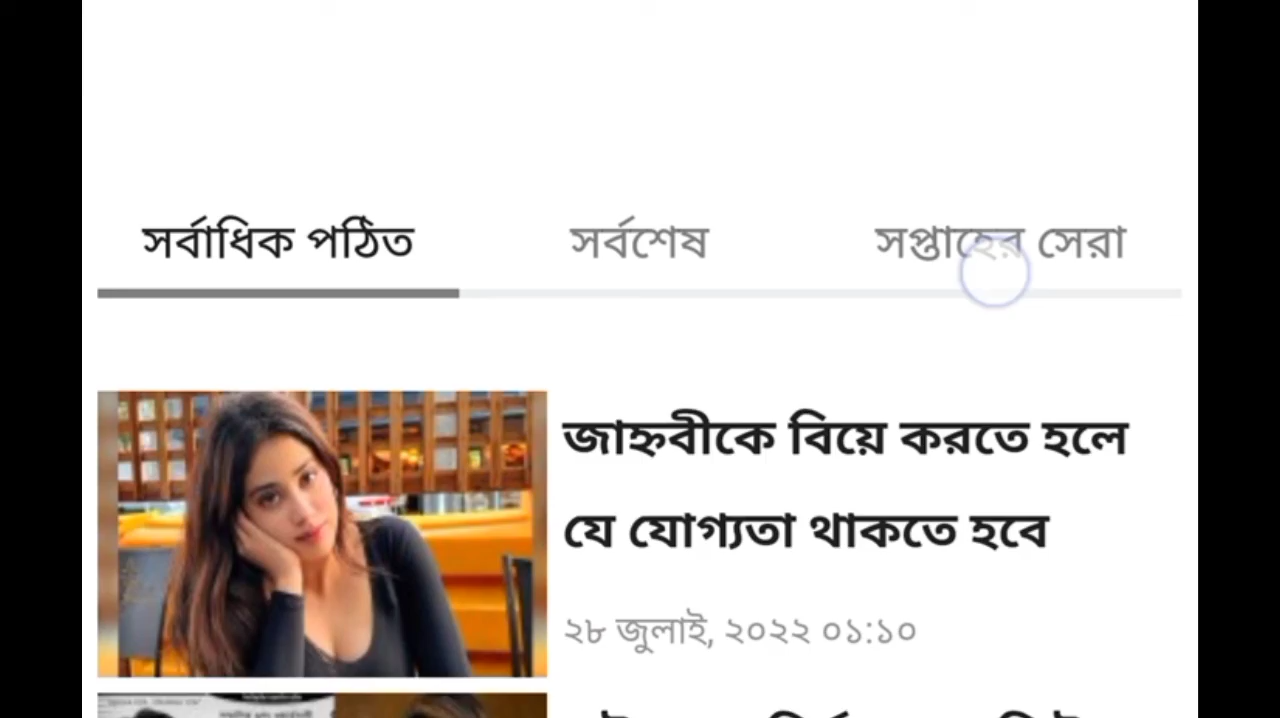 সর্বাধিক পঠিত সর্বশেষ সপ্তাহের সেরা
জাহ্নবীকে বিয়ে করতে হলে
যে যোগ্যতা থাকতে হবে
২৮ জুলাই, ২০২২ ০১:১০